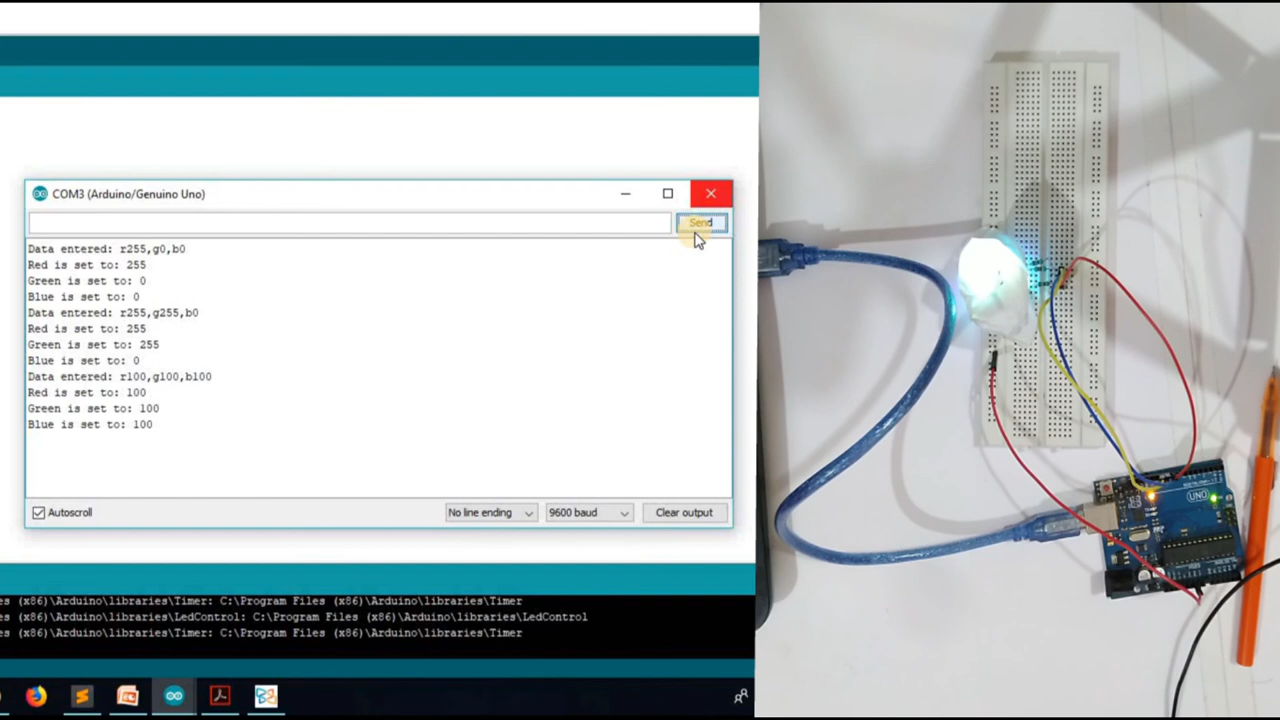 COM3 (Arduino/Genuino Uno)
Send
Data entered: r255,g0,b0
Red is set to: 255
Green is set to: 0
Blue is set to: 0
Data entered: r255,g255,b0
Red is set to: 255
Green is set to: 255
Blue is set to: 0
Data entered: r100,g100,b100
Red is set to: 100
Green is set to: 100
Blue is set to: 100
Autoscroll
No line ending
9600 baud
Clear output
UNO
es (x86)\Arduino\libraries\Timer: C:\Program Files (x86)\Arduino\libraries\Timer
es (x86)\Arduino\libraries\LedControl: C:\Program Files (x86)\Arduino\libraries\LedControl
es (x86)\Arduino\libraries\Timer: C:\Program Files (x86)\Arduino\libraries\Timer